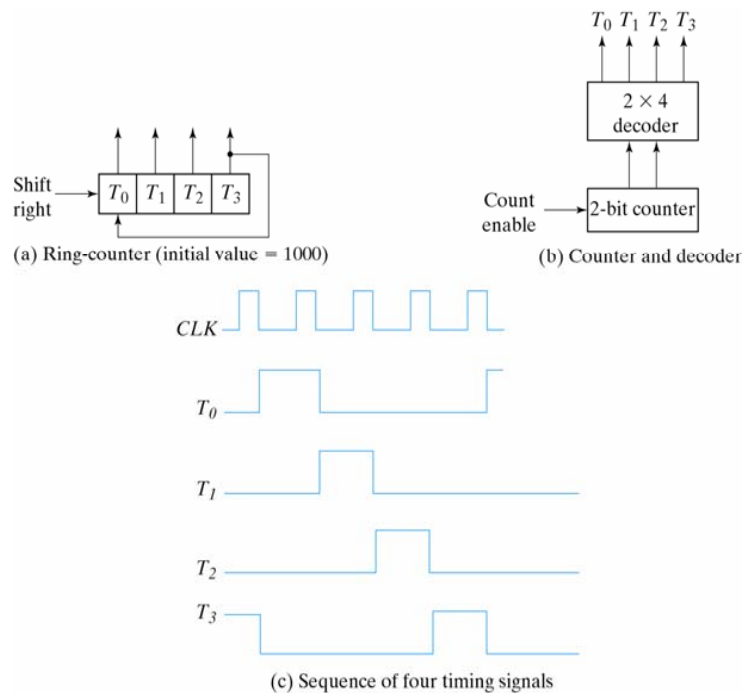 T0 T1 T2 T3
2 × 4
decoder
Shift
right
T0 T1 T2 T3
Count
enable
2-bit counter
(a) Ring-counter (initial value = 1000)
(b) Counter and decoder
CLK
T0
T1
T2
T3
(c) Sequence of four timing signals